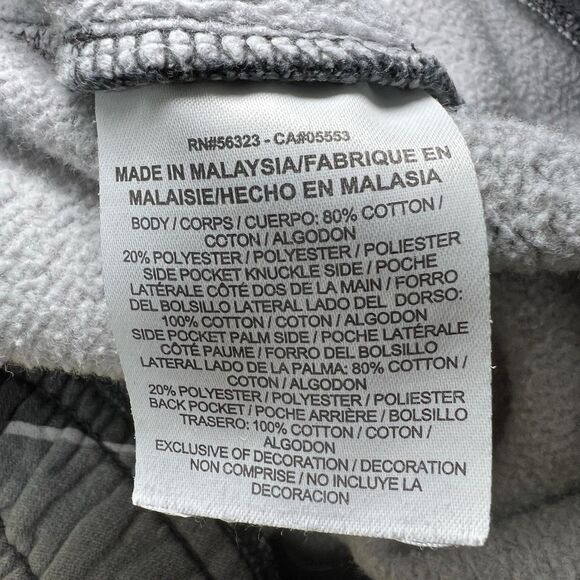 RN#56323 - CA#05553
MADE IN MALAYSIA/FABRIQUE EN
MALAISIE/HECHO EN MALASIA
BODY / CORPS / CUERPO: 80% COTTON /
COTON / ALGODON
20% POLYESTER / POLYESTER / POLIESTER
SIDE POCKET KNUCKLE SIDE / POCHE
LATÉRALE CÔTÉ DOS DE LA MAIN / FORRO
DEL BOLSILLO LATERAL LADO DEL DORSO:
100% COTTON / COTON / ALGODON
SIDE POCKET PALM SIDE / POCHE LATÉRALE
CÔTÉ PAUME / FORRO DEL BOLSILLO
LATERAL LADO DE LA PALMA: 80% COTTON /
COTON / ALGODON
20% POLYESTER / POLYESTER / POLIESTER
BACK POCKET / POCHE ARRIÈRE / BOLSILLO
TRASERO: 100% COTTON / COTON /
ALGODON
EXCLUSIVE OF DECORATION / DECORATION
NON COMPRISE / NO INCLUYE LA
DECORACION